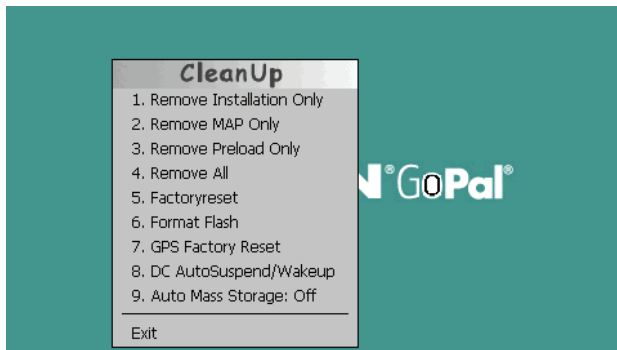 CleanUp
1. Remove Installation Only
2. Remove MAP Only
3. Remove Preload Only
4. Remove All
5. Factoryreset
6. Format Flash
7. GPS Factory Reset
8. DC AutoSuspend/Wakeup
9. Auto Mass Storage: Off
Exit
N®GoPal®